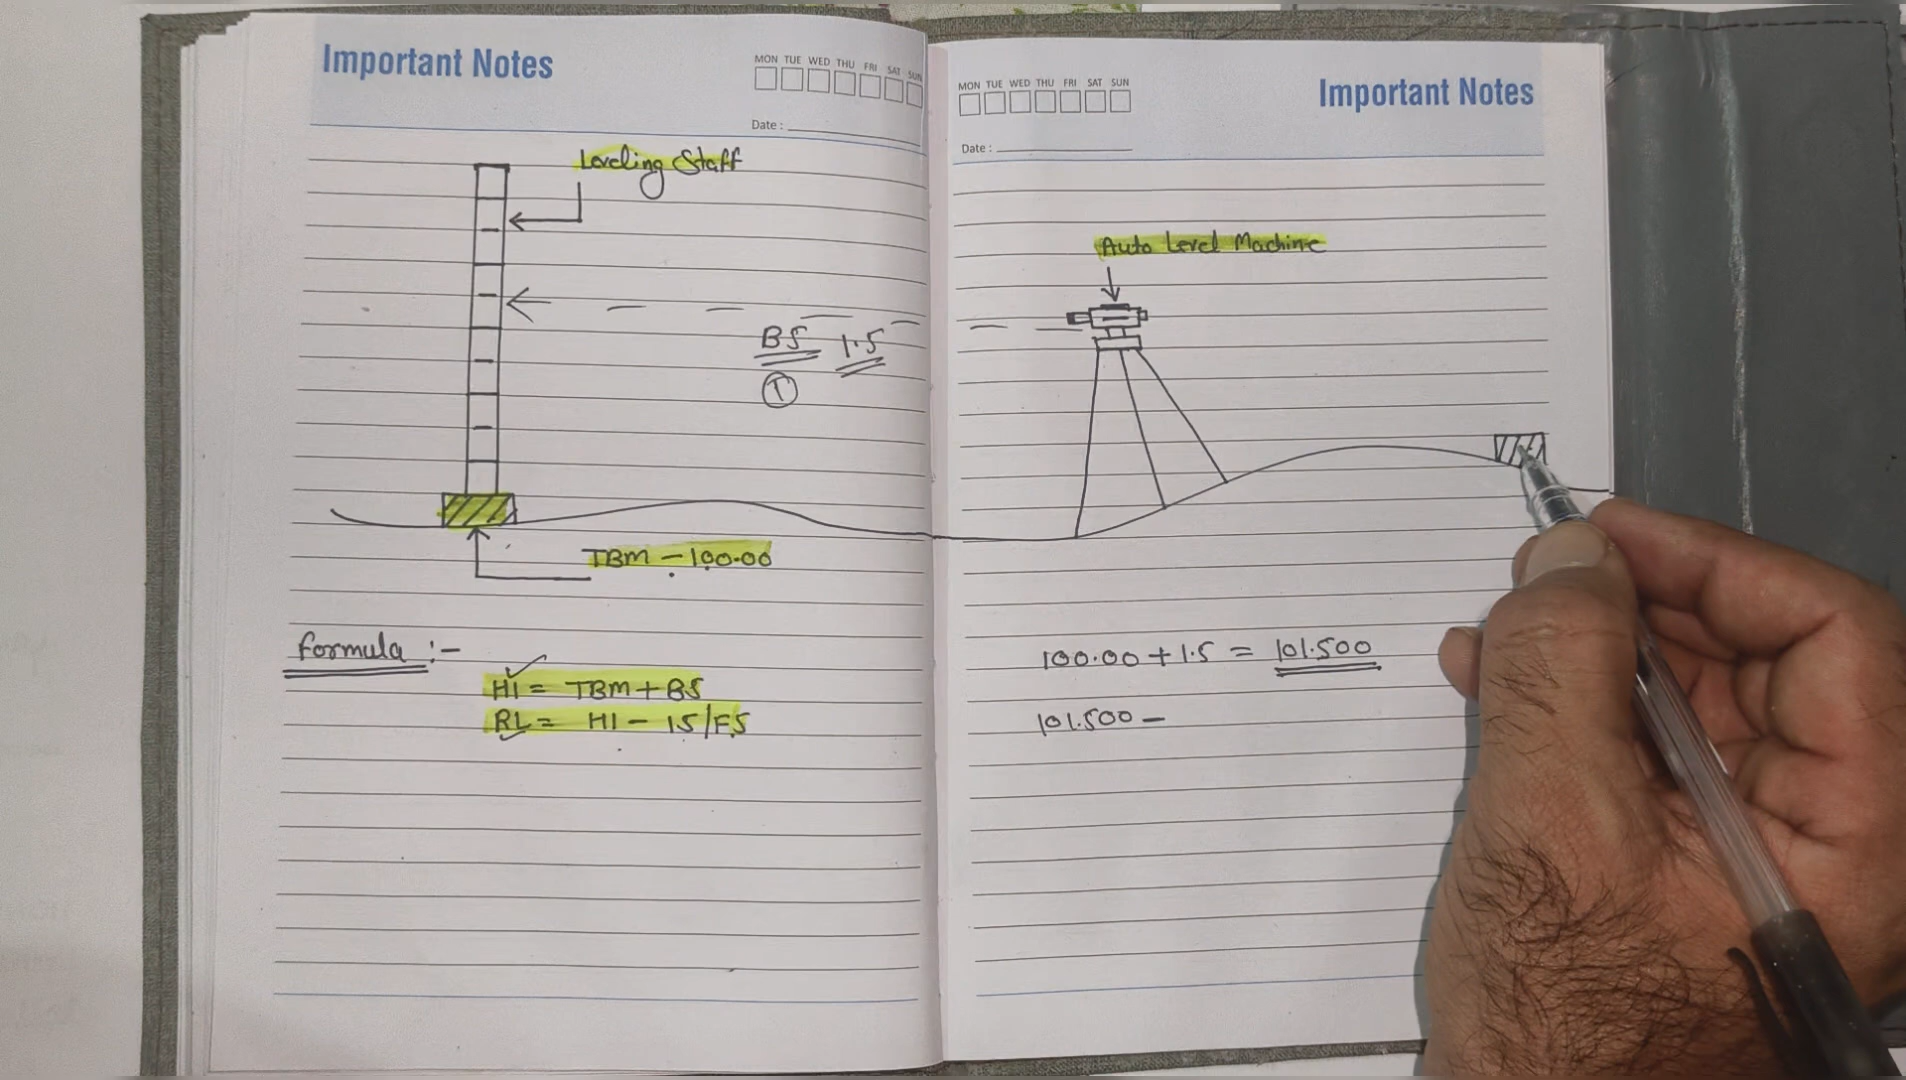 Important Notes
MON TUE WED THU FRI SAT SUN
Date :
Leveling Staff
BS 1.5
T
TBM - 100.00
formula :-
HI = TBM + BS
RL = HI - IS/FS
MON TUE WED THU FRI SAT SUN
Important Notes
Date :
Auto Level Machine
100.00 + 1.5 = 101.500
101.500 -